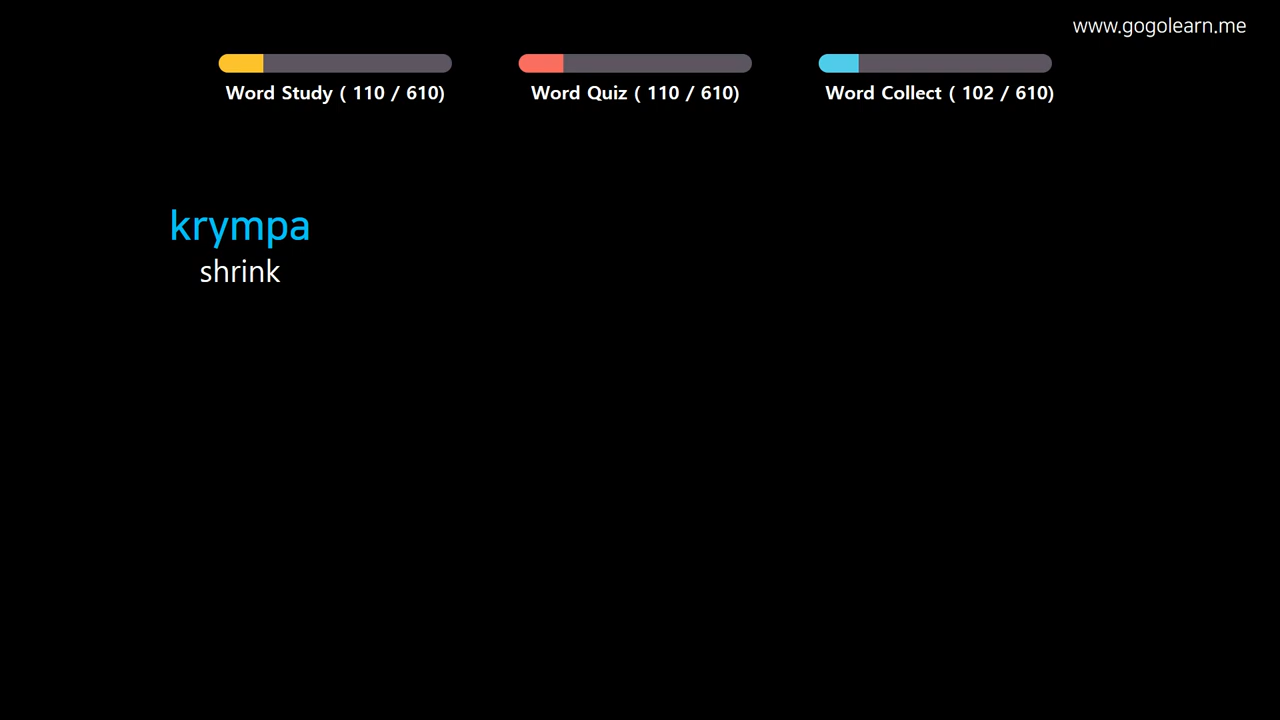 www.gogolearn.me
Word Study ( 110 / 610)
Word Quiz ( 110 / 610)
Word Collect ( 102 / 610)
krympa
shrink